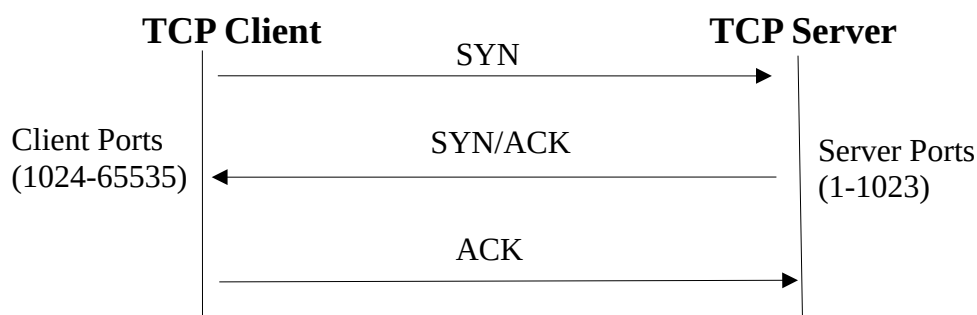 TCP Client
TCP Server
SYN
Client Ports
(1024-65535)
SYN/ACK
Server Ports
(1-1023)
ACK